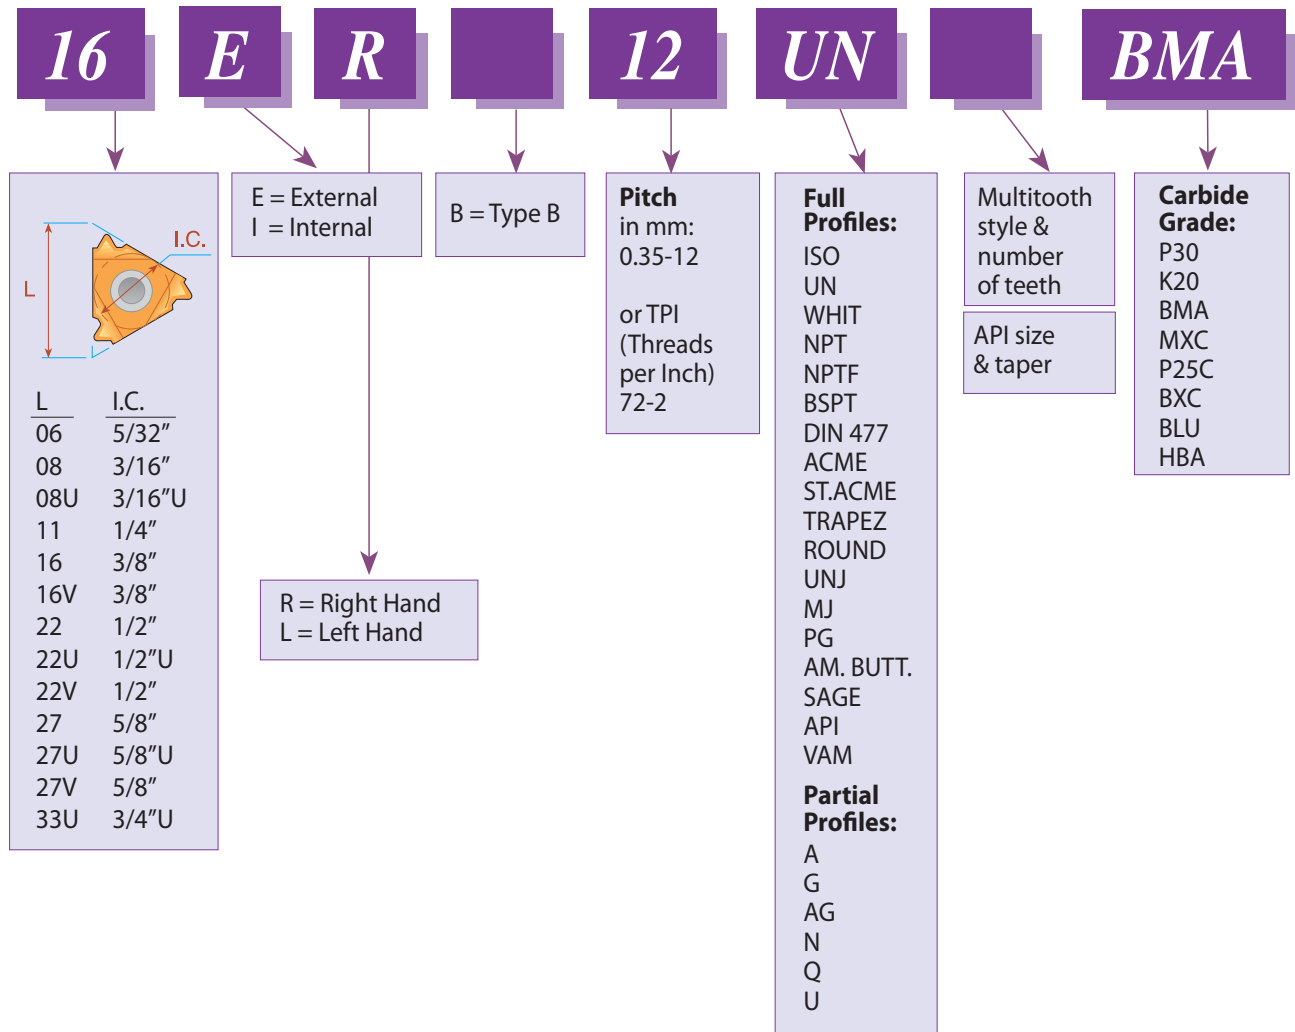 16 E R 12 UN BMA
I.C.
L
L I.C.
06 5/32″
08 3/16″
08U 3/16″U
11 1/4″
16 3/8″
16V 3/8″
22 1/2″
22U 1/2″U
22V 1/2″
27 5/8″
27U 5/8″U
27V 5/8″
33U 3/4″U
E = External
I = Internal
R = Right Hand
L = Left Hand
B = Type B
Pitch
in mm:
0.35-12
or TPI
(Threads
per Inch)
72-2
Full
Profiles:
ISO
UN
WHIT
NPT
NPTF
BSPT
DIN 477
ACME
ST.ACME
TRAPEZ
ROUND
UNJ
MJ
PG
AM. BUTT.
SAGE
API
VAM
Partial
Profiles:
A
G
AG
N
Q
U
Multitooth
style &
number
of teeth
API size
& taper
Carbide
Grade:
P30
K20
BMA
MXC
P25C
BXC
BLU
HBA